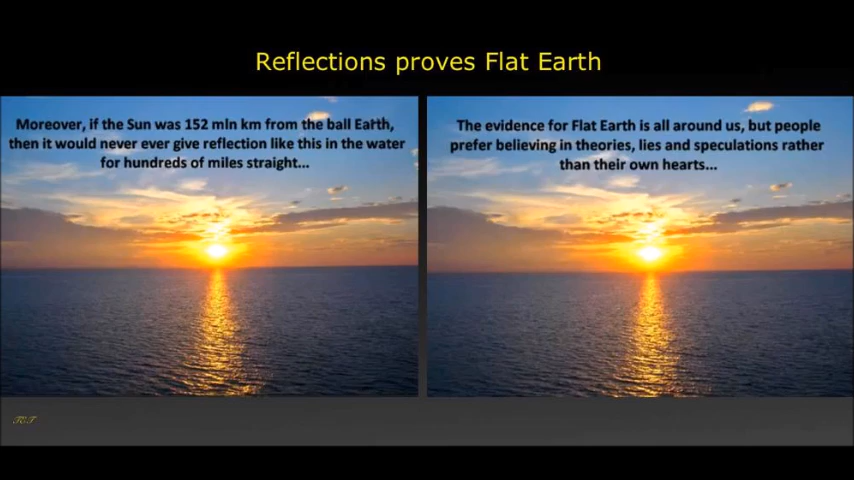 Reflections proves Flat Earth
Moreover, if the Sun was 152 mln km from the ball Earth,
then it would never ever give reflection like this in the water
for hundreds of miles straight...
The evidence for Flat Earth is all around us, but people
prefer believing in theories, lies and speculations rather
than their own hearts...